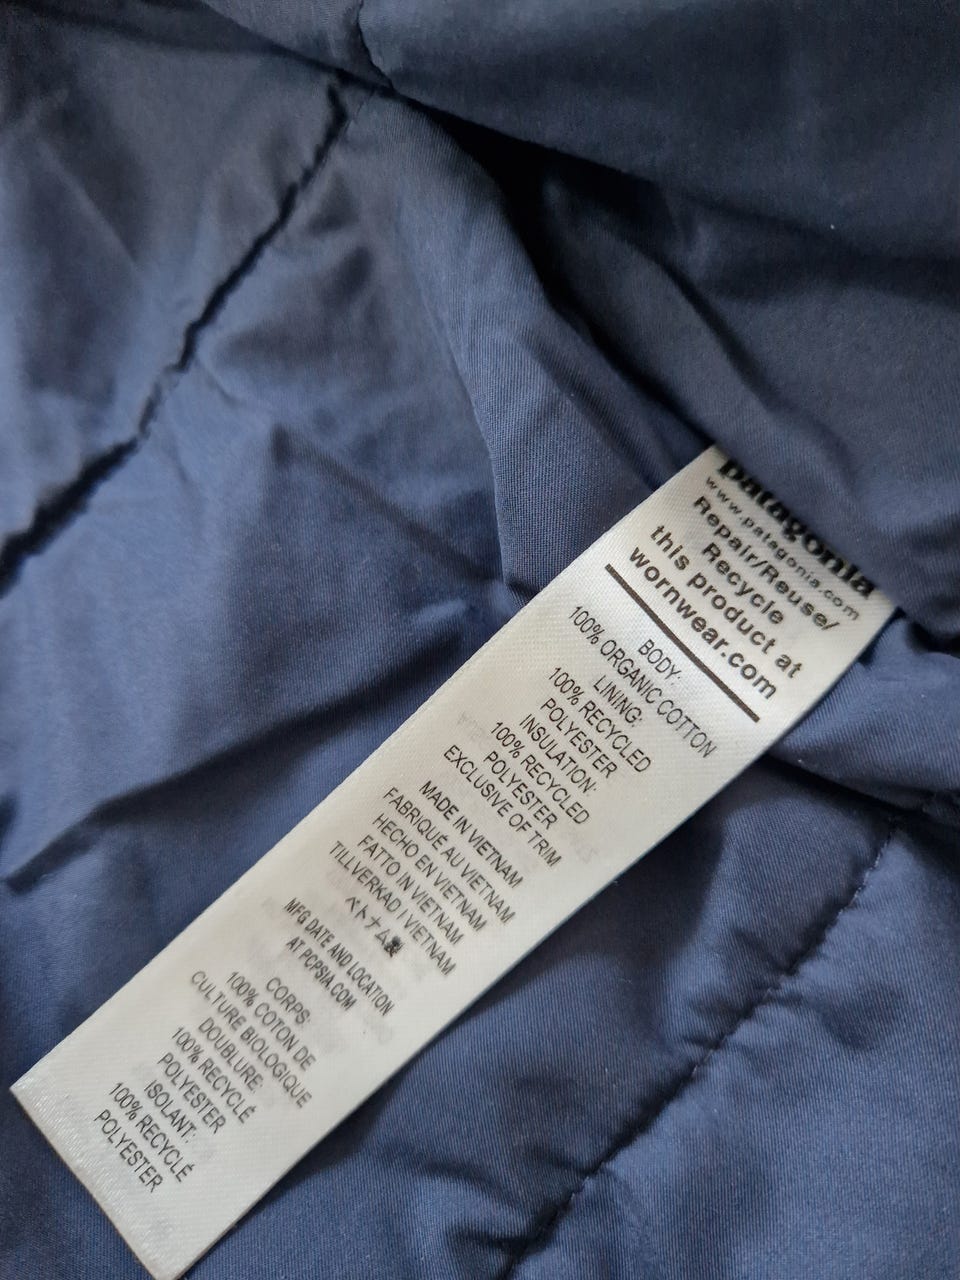 patagonia
www.patagonia.com
Repair/Reuse/
Recycle
this product at
wornwear.com
BODY:
100% ORGANIC COTTON
LINING:
100% RECYCLED
POLYESTER
INSULATION:
100% RECYCLED
POLYESTER
EXCLUSIVE OF TRIM
MADE IN VIETNAM
FABRIQUÉ AU VIETNAM
HECHO EN VIETNAM
FATTO IN VIETNAM
TILLVERKAD I VIETNAM
ベトナム製
MFG DATE AND LOCATION
AT PCPSIA.COM
CORPS:
100% COTON DE
CULTURE BIOLOGIQUE
DOUBLURE:
100% RECYCLÉ
POLYESTER
ISOLANT:
100% RECYCLÉ
POLYESTER